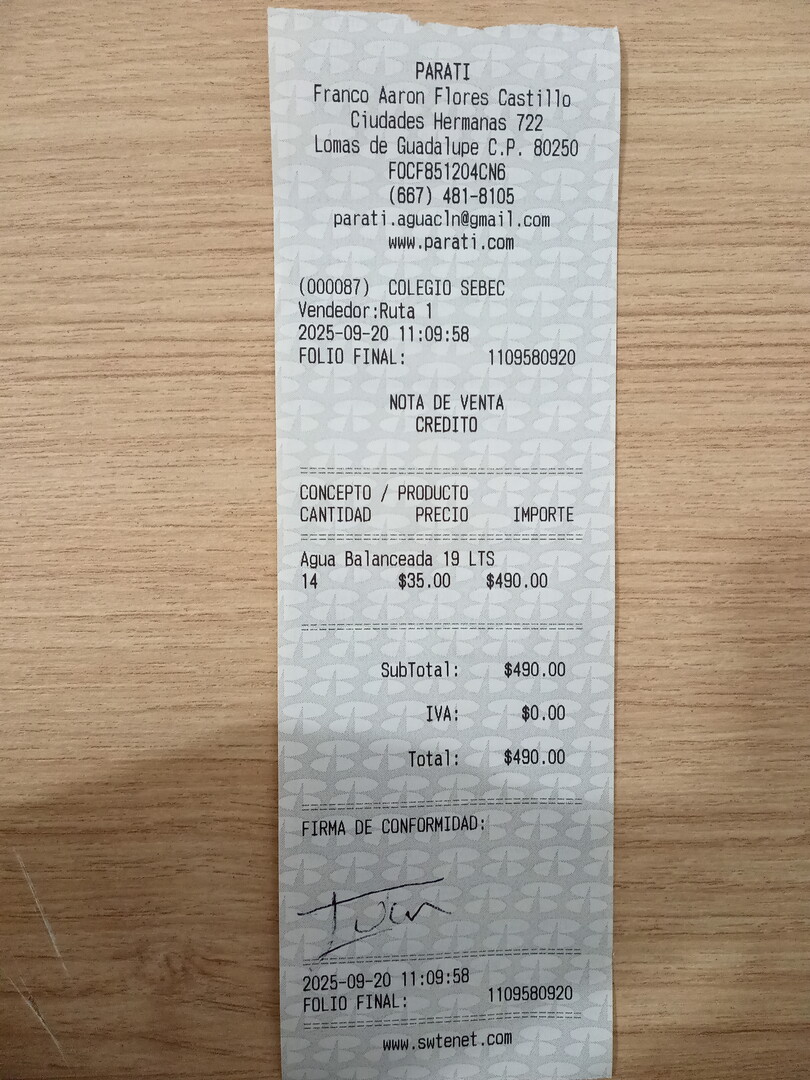 PARATI
Franco Aaron Flores Castillo
Ciudades Hermanas 722
Lomas de Guadalupe C.P. 80250
FOCF851204CN6
(667) 481-8105
parati.aguacln@gmail.com
www.parati.com
(000087) COLEGIO SEBEC
Vendedor:Ruta 1
2025-09-20 11:09:58
FOLIO FINAL: 1109580920
NOTA DE VENTA
CREDITO
CONCEPTO / PRODUCTO
CANTIDAD PRECIO IMPORTE
Agua Balanceada 19 LTS
14 $35.00 $490.00
SubTotal: $490.00
IVA: $0.00
Total: $490.00
FIRMA DE CONFORMIDAD:
2025-09-20 11:09:58
FOLIO FINAL: 1109580920
www.swtenet.com